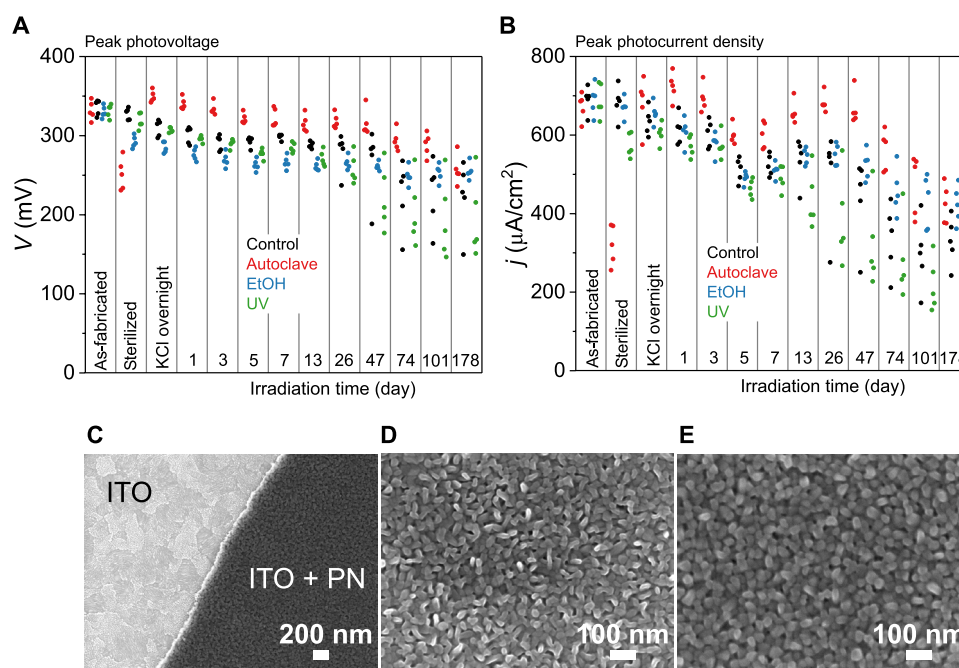 A
Peak photovoltage
400
300
200
100
0
V (mV)
As-fabricated
Sterilized
KCl overnight
Control
Autoclave
EtOH
UV
1 3 5 7 13 26 47 74 101 178
Irradiation time (day)
B
Peak photocurrent density
800
600
400
200
0
j (µA/cm²)
As-fabricated
Sterilized
KCl overnight
Control
Autoclave
EtOH
UV
1 3 5 7 13 26 47 74 101 178
Irradiation time (day)
C
ITO
ITO + PN
200 nm
D
100 nm
E
100 nm